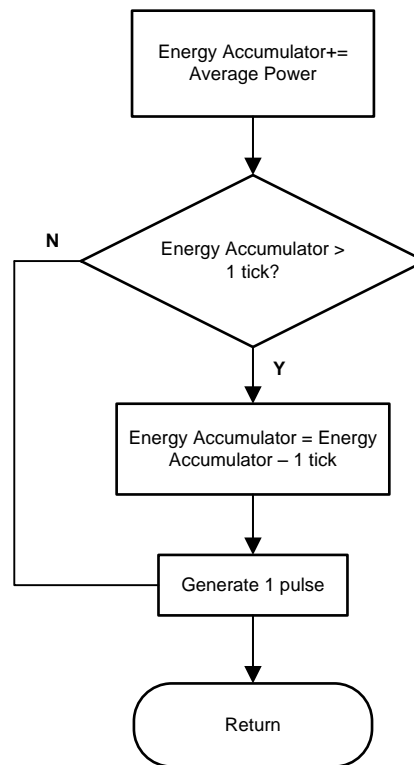 Energy Accumulator+=
Average Power
N
Energy Accumulator >
1 tick?
Y
Energy Accumulator = Energy
Accumulator – 1 tick
Generate 1 pulse
Return